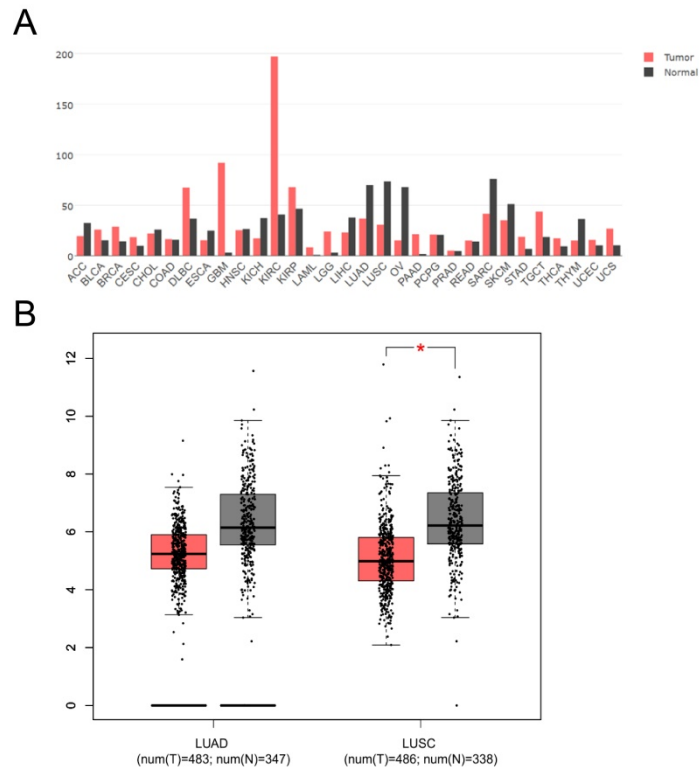 A
200
150
100
50
0
Tumor
Normal
ACC
BLCA
BRCA
CESC
CHOL
COAD
DLBC
ESCA
GBM
HNSC
KICH
KIRC
KIRP
LAML
LGG
LIHC
LUAD
LUSC
OV
PAAD
PCPG
PRAD
READ
SARC
SKCM
STAD
TGCT
THCA
THYM
UCEC
UCS
B
12
10
8
6
4
2
0
*
LUAD
(num(T)=483; num(N)=347)
LUSC
(num(T)=486; num(N)=338)